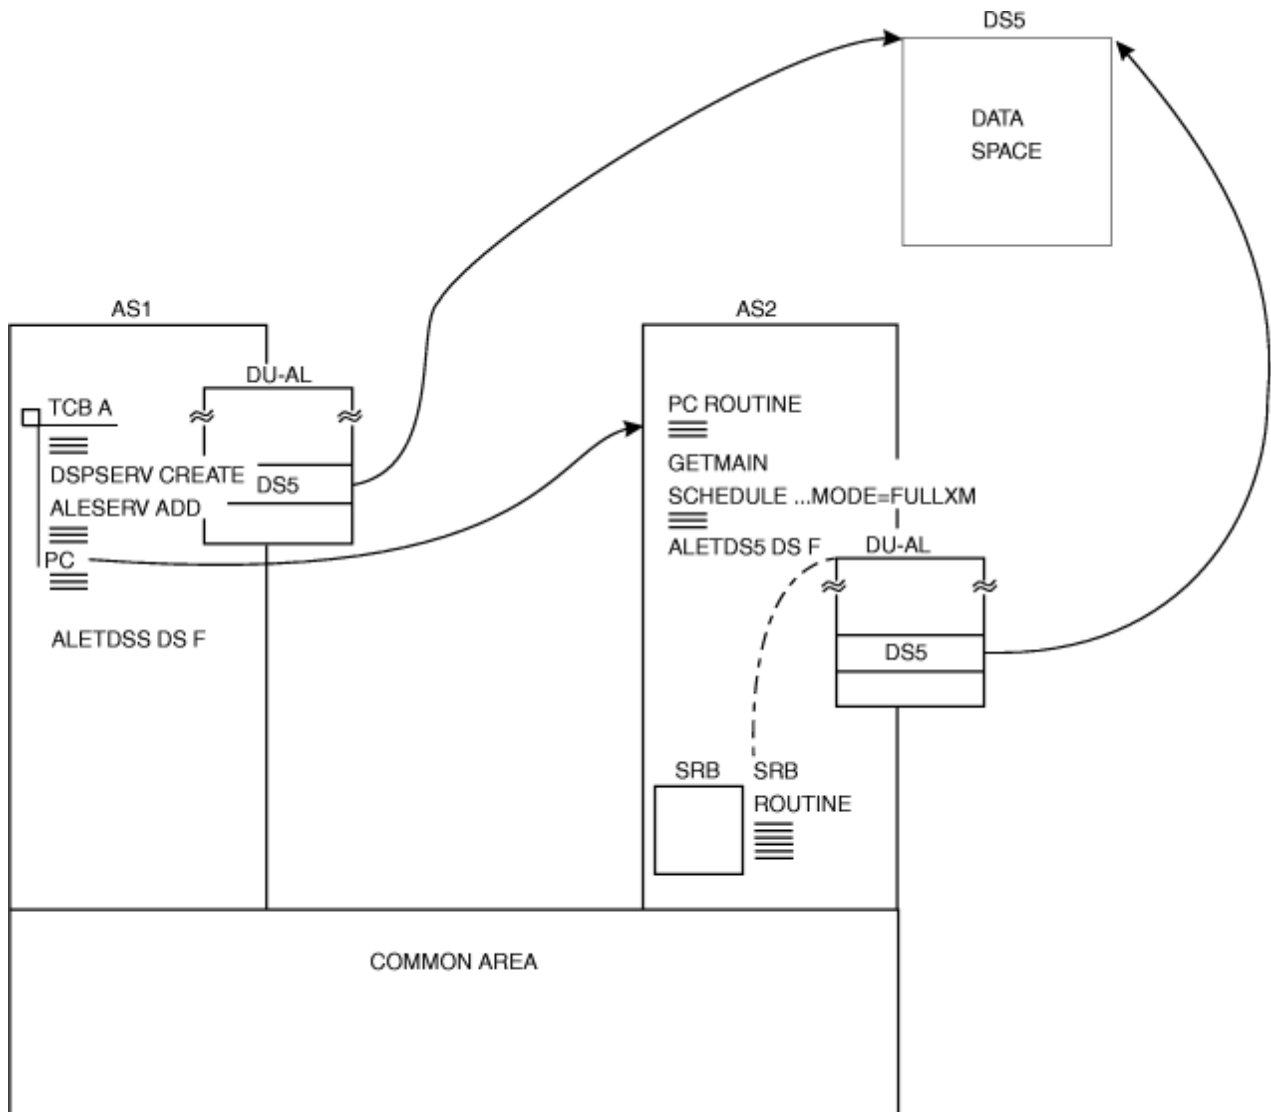 DS5
DATA
SPACE
AS1
DU-AL
TCB A
DSPSERV CREATE
DS5
ALESERV ADD
PC
ALETDSS DS F
AS2
PC ROUTINE
GETMAIN
SCHEDULE ...MODE=FULLXM
ALETDS5 DS F
DU-AL
DS5
SRB
SRB
ROUTINE
COMMON AREA